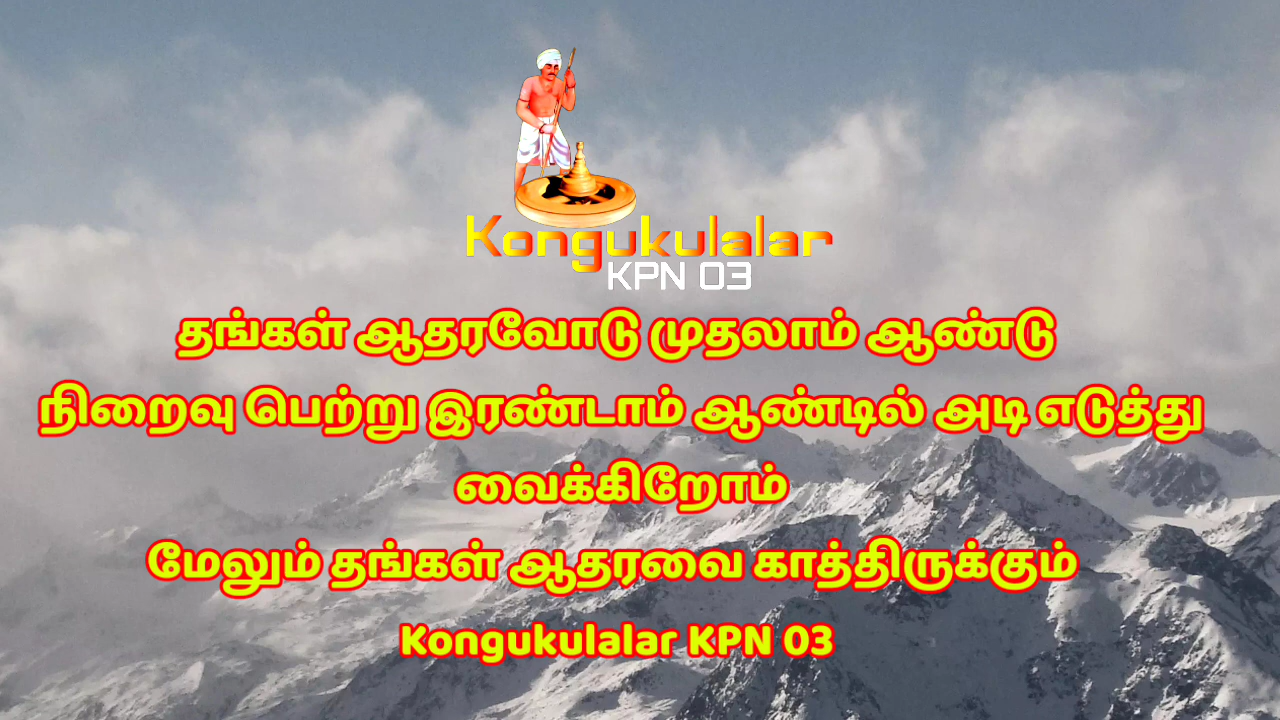 Kongukulalar
KPN 03
தங்கள் ஆதரவோடு முதலாம் ஆண்டு
நிறைவு பெற்று இரண்டாம் ஆண்டில் அடி எடுத்து
வைக்கிறோம்
மேலும் தங்கள் ஆதரவை காத்திருக்கும்
Kongukulalar KPN 03